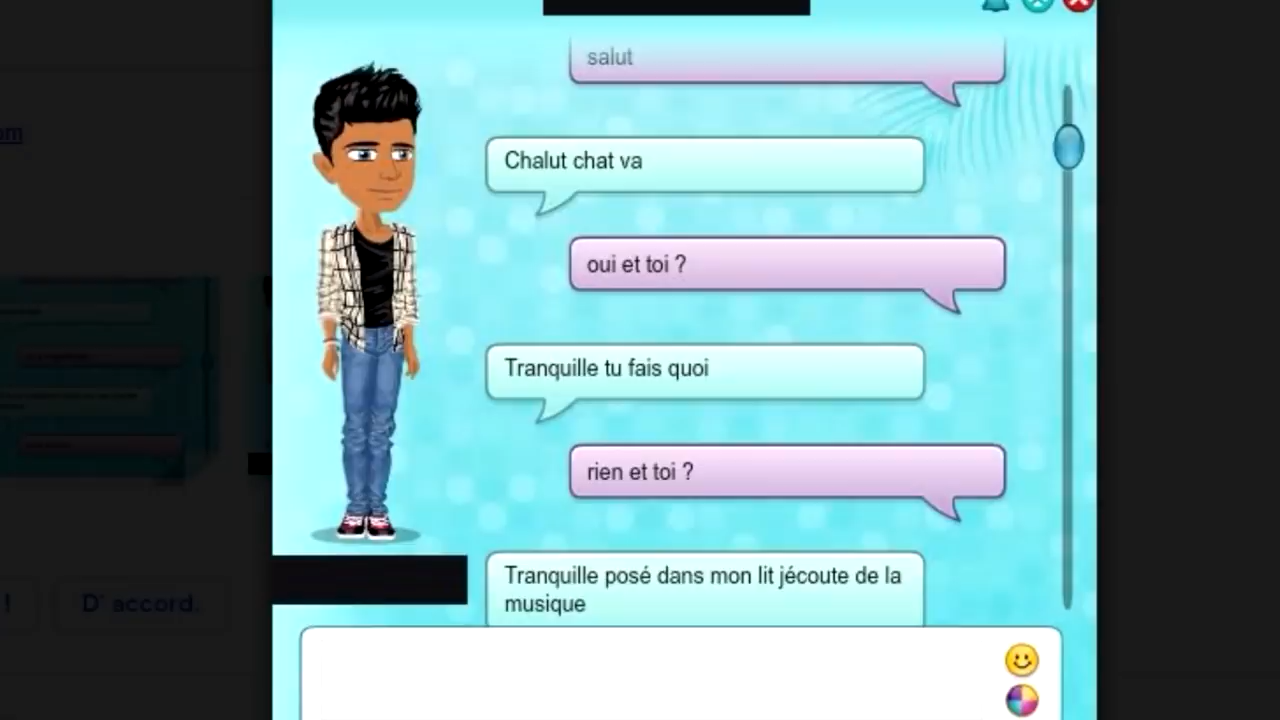 salut
Chalut chat va
oui et toi ?
Tranquille tu fais quoi
rien et toi ?
Tranquille posé dans mon lit jécoute de la
musique
om
!
D' accord.